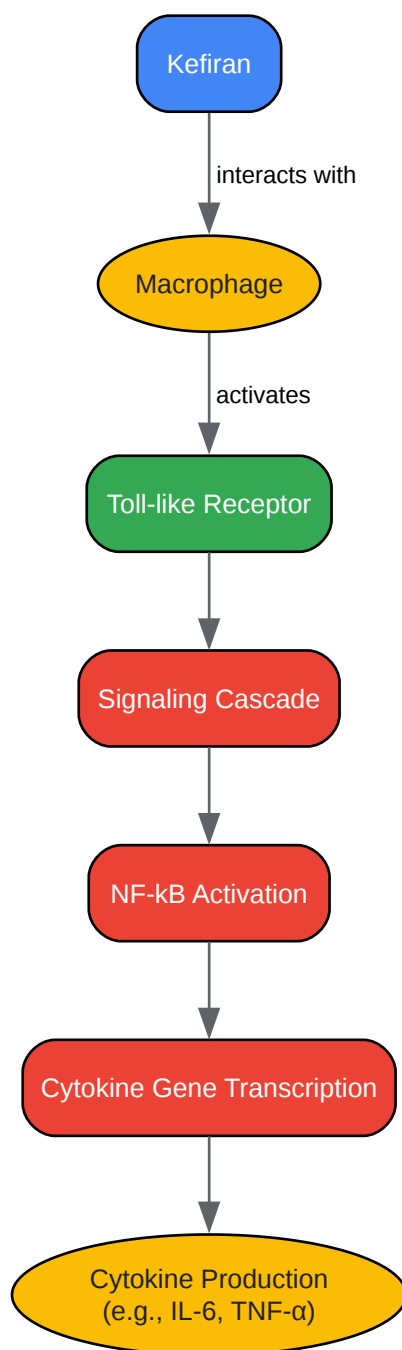 Kefiran
interacts with
Macrophage
activates
Toll-like Receptor
Signaling Cascade
NF-kB Activation
Cytokine Gene Transcription
Cytokine Production
(e.g., IL-6, TNF-α)